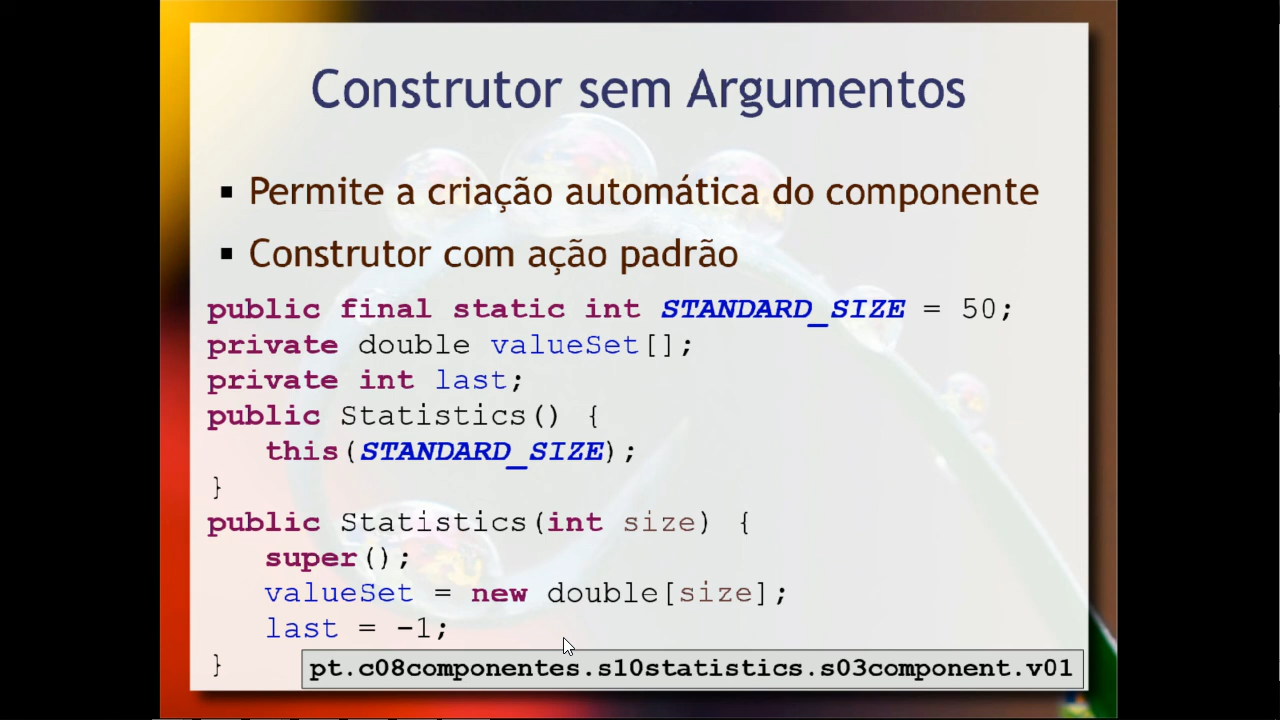 Construtor sem Argumentos
▪ Permite a criação automática do componente
▪ Construtor com ação padrão
public final static int STANDARD_SIZE = 50;
private double valueSet[];
private int last;
public Statistics() {
   this(STANDARD_SIZE);
}
public Statistics(int size) {
   super();
   valueSet = new double[size];
   last = -1;
}
pt.c08componentes.s10statistics.s03component.v01